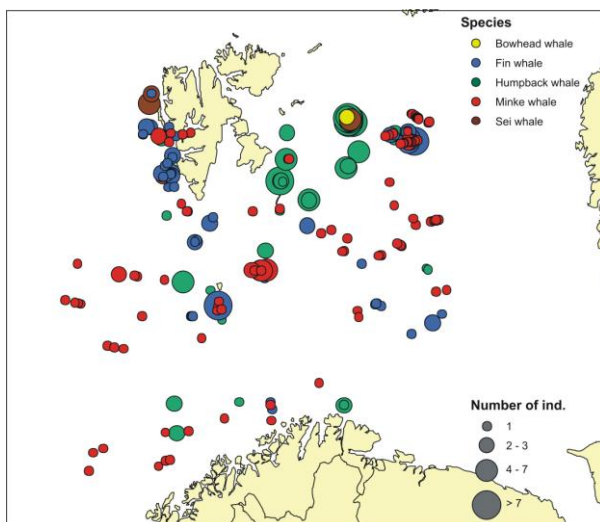 Species
Bowhead whale
Fin whale
Humpback whale
Minke whale
Sei whale
Number of ind.
1
2 - 3
4 - 7
> 7